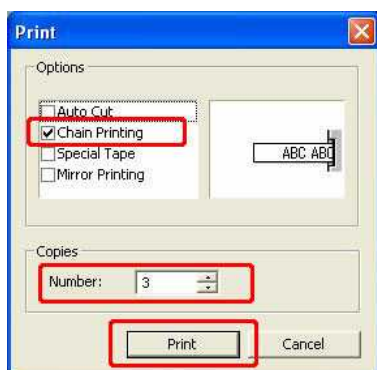 Print
Options
Auto Cut
Chain Printing
Special Tape
Mirror Printing
ABC ABC
Copies
Number: 3
Print Cancel